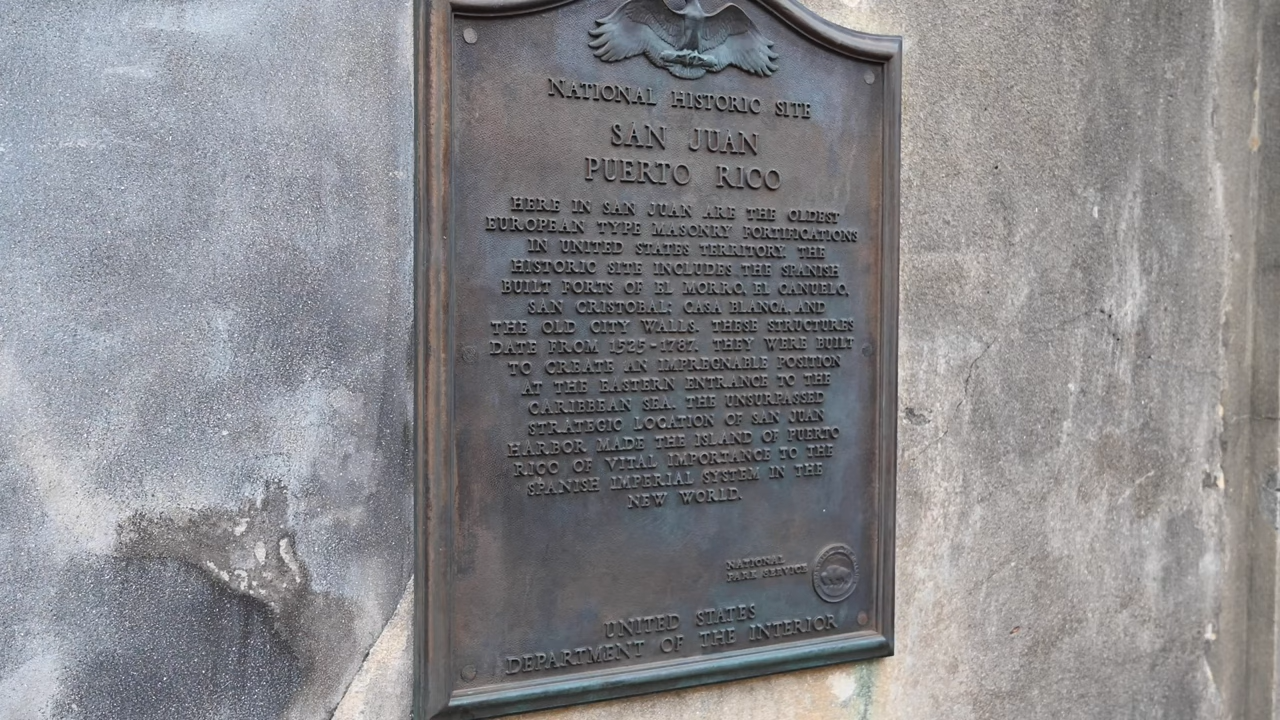 NATIONAL HISTORIC SITE
SAN JUAN
PUERTO RICO
HERE IN SAN JUAN ARE THE OLDEST
EUROPEAN TYPE MASONRY FORTIFICATIONS
IN UNITED STATES TERRITORY. THE
HISTORIC SITE INCLUDES THE SPANISH
BUILT FORTS OF EL MORRO, EL CANUELO,
SAN CRISTOBAL; CASA BLANCA, AND
THE OLD CITY WALLS. THESE STRUCTURES
DATE FROM 1525-1787. THEY WERE BUILT
TO CREATE AN IMPREGNABLE POSITION
AT THE EASTERN ENTRANCE TO THE
CARIBBEAN SEA. THE UNSURPASSED
STRATEGIC LOCATION OF SAN JUAN
HARBOR MADE THE ISLAND OF PUERTO
RICO OF VITAL IMPORTANCE TO THE
SPANISH IMPERIAL SYSTEM IN THE
NEW WORLD.
NATIONAL
PARK SERVICE
UNITED STATES
DEPARTMENT OF THE INTERIOR